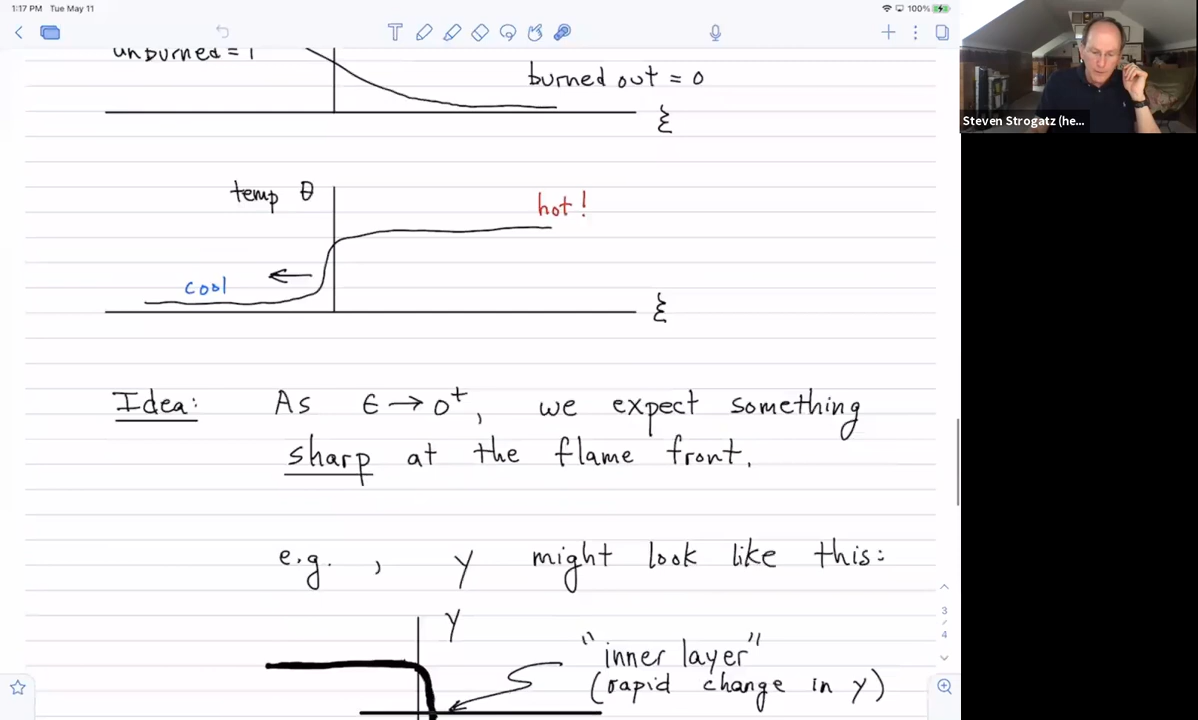 1:17 PM Tue May 11
100%
unburned = 1
burned out = 0
ξ
temp θ
hot!
cool
ξ
Idea: As ϵ → 0⁺, we expect something
sharp at the flame front.
e.g., y might look like this:
y
"inner layer"
(rapid change in y)
3
/
4
Steven Strogatz (he...